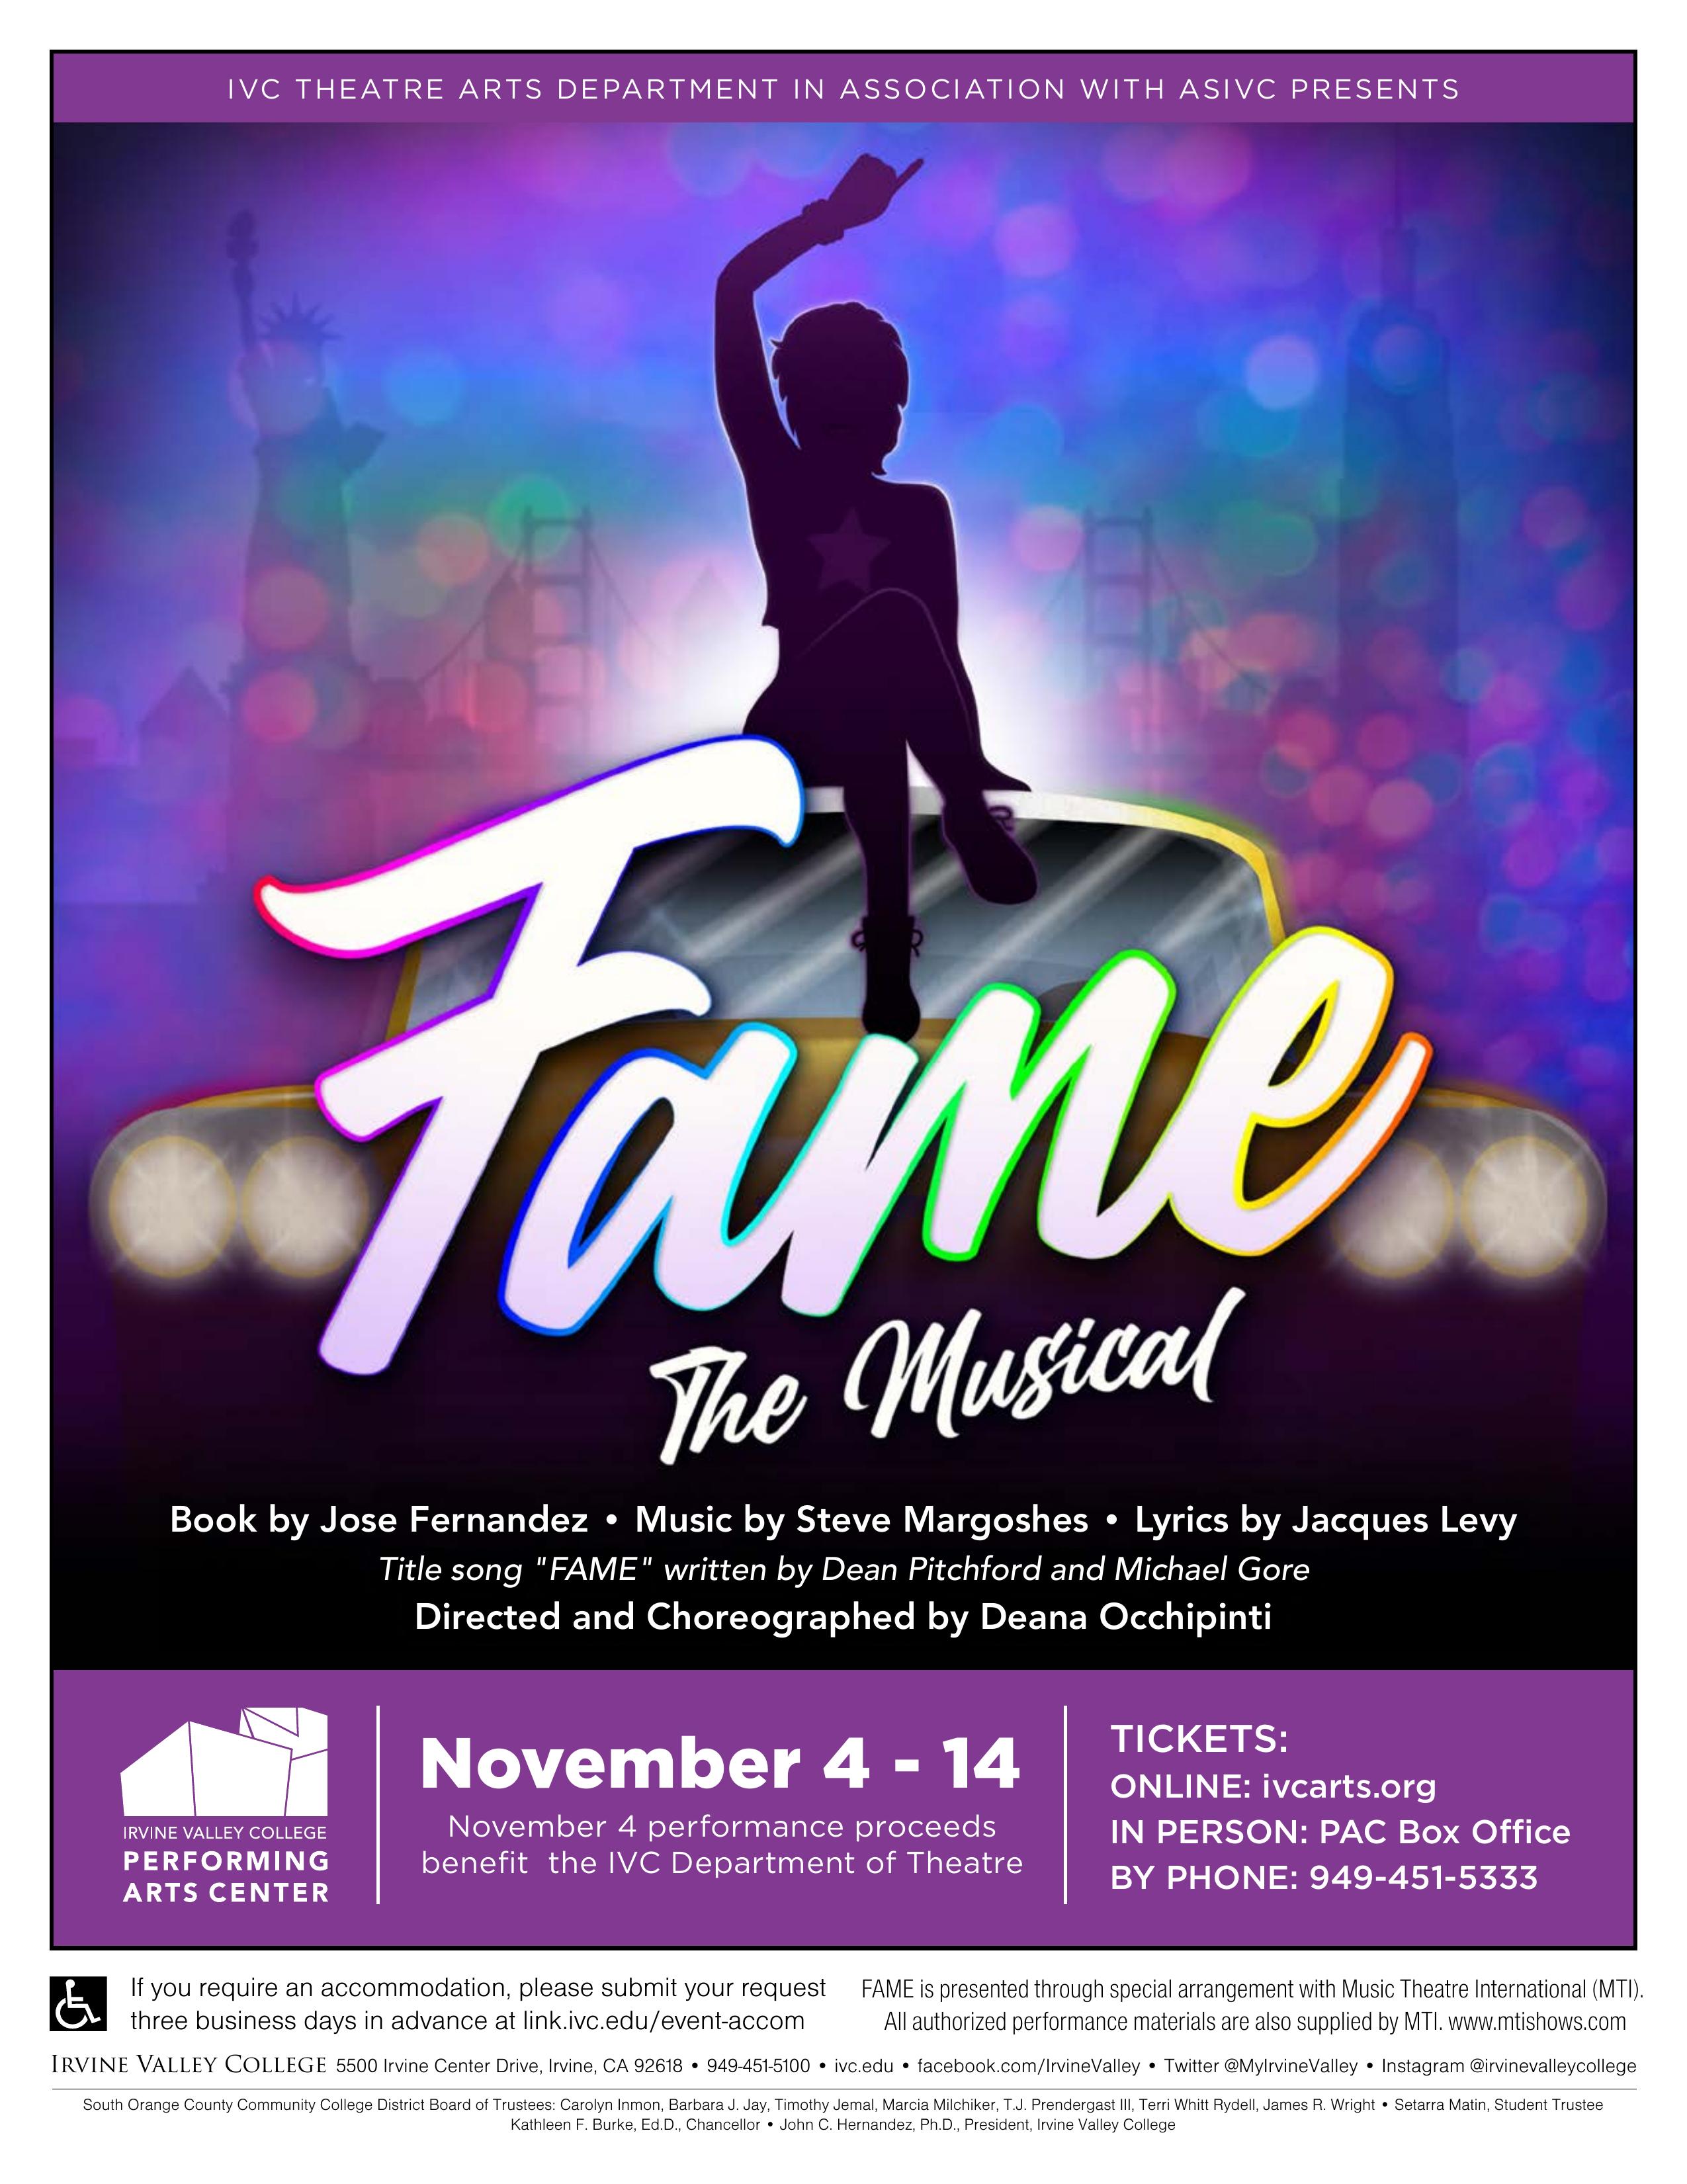 IVC THEATRE ARTS DEPARTMENT IN ASSOCIATION WITH ASIVC PRESENTS
Fame
The Musical
Book by Jose Fernandez • Music by Steve Margoshes • Lyrics by Jacques Levy
Title song "FAME" written by Dean Pitchford and Michael Gore
Directed and Choreographed by Deana Occhipinti
IRVINE VALLEY COLLEGE
PERFORMING
ARTS CENTER
November 4 - 14
November 4 performance proceeds
benefit the IVC Department of Theatre
TICKETS:
ONLINE: ivcarts.org
IN PERSON: PAC Box Office
BY PHONE: 949-451-5333
If you require an accommodation, please submit your request
three business days in advance at link.ivc.edu/event-accom
FAME is presented through special arrangement with Music Theatre International (MTI).
All authorized performance materials are also supplied by MTI. www.mtishows.com
IRVINE VALLEY COLLEGE 5500 Irvine Center Drive, Irvine, CA 92618 • 949-451-5100 • ivc.edu • facebook.com/IrvineValley • Twitter @MyIrvineValley • Instagram @irvinevalleycollege
South Orange County Community College District Board of Trustees: Carolyn Inmon, Barbara J. Jay, Timothy Jemal, Marcia Milchiker, T.J. Prendergast III, Terri Whitt Rydell, James R. Wright • Setarra Matin, Student Trustee
Kathleen F. Burke, Ed.D., Chancellor • John C. Hernandez, Ph.D., President, Irvine Valley College